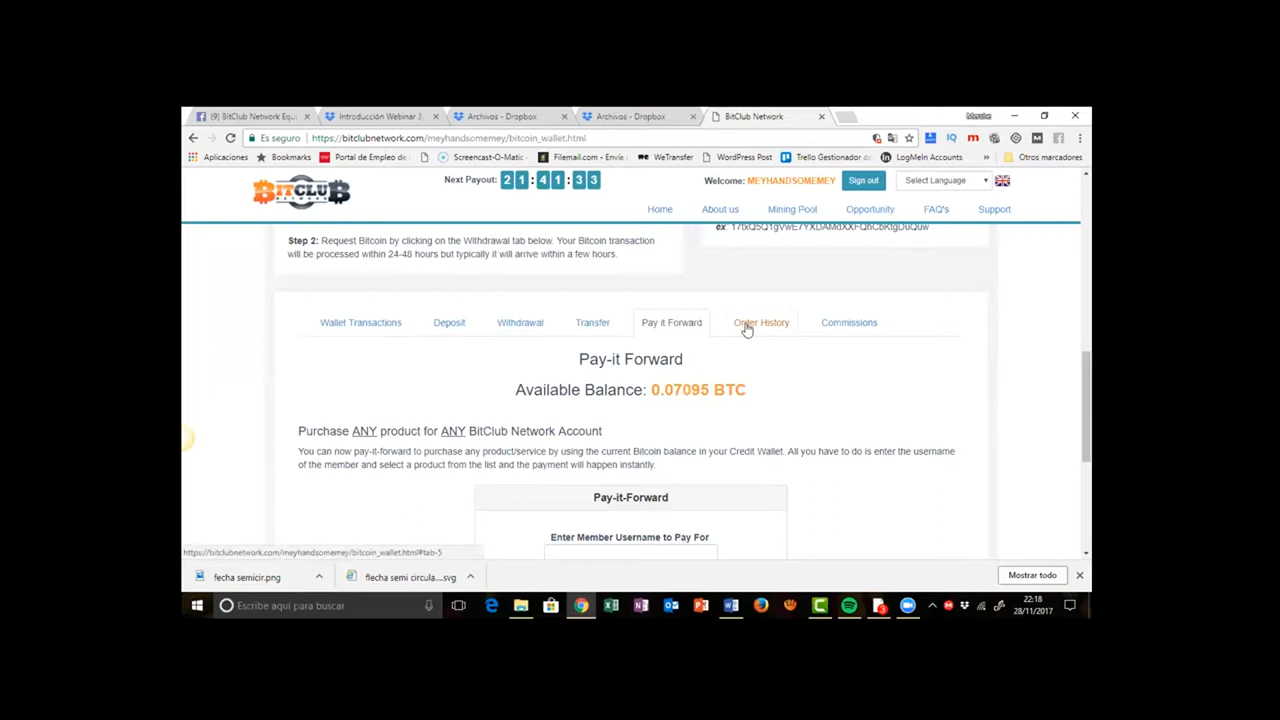 (9) BitClub Network Equ
Introducción Webinar 3
Archivos - Dropbox
Archivos - Dropbox
BitClub Network
Es seguro
https://bitclubnetwork.com/meyhandsomemey/bitcoin_wallet.html
Aplicaciones
Bookmarks
Portal de Empleo de
Screencast-O-Matic -
Filemail.com - Envíe
WeTransfer
WordPress Post
Trello Gestionador de
LogMeIn Accounts
»
Otros marcadores
BITCLUB
NETWORK
Next Payout: 21:41:33
Welcome: MEYHANDSOMEMEY
Sign out
Select Language
Home
About us
Mining Pool
Opportunity
FAQ's
Support
Step 2: Request Bitcoin by clicking on the Withdrawal tab below. Your Bitcoin transaction
will be processed within 24-48 hours but typically it will arrive within a few hours.
Wallet Transactions
Deposit
Withdrawal
Transfer
Pay it Forward
Order History
Commissions
Pay-it Forward
Available Balance: 0.07095 BTC
Purchase ANY product for ANY BitClub Network Account
You can now pay-it-forward to purchase any product/service by using the current Bitcoin balance in your Credit Wallet. All you have to do is enter the username
of the member and select a product from the list and the payment will happen instantly.
Pay-it-Forward
Enter Member Username to Pay For
https://bitclubnetwork.com/meyhandsomemey/bitcoin_wallet.html#tab-5
fecha semicir.png
flecha semi circula....svg
Mostrar todo
Escribe aquí para buscar
22:18
28/11/2017